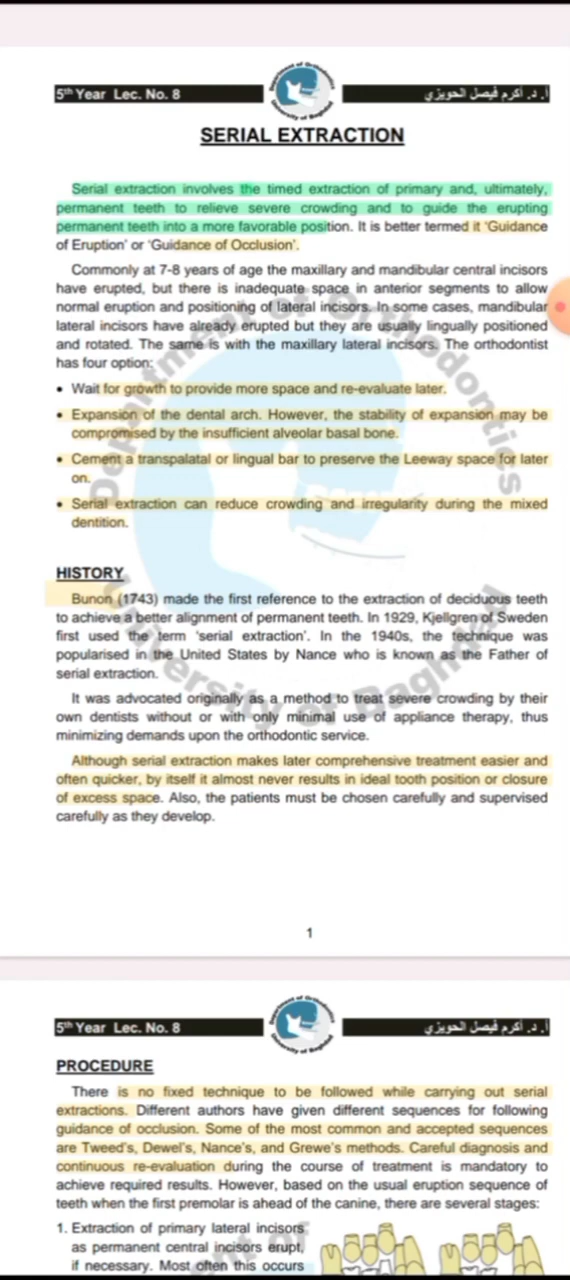 5th Year Lec. No. 8
أ. د. أكرم فيصل الحويزي
SERIAL EXTRACTION
Serial extraction involves the timed extraction of primary and, ultimately,
permanent teeth to relieve severe crowding and to guide the erupting
permanent teeth into a more favorable position. It is better termed it ‘Guidance
of Eruption’ or ‘Guidance of Occlusion’.
Commonly at 7-8 years of age the maxillary and mandibular central incisors
have erupted, but there is inadequate space in anterior segments to allow
normal eruption and positioning of lateral incisors. In some cases, mandibular
lateral incisors have already erupted but they are usually lingually positioned
and rotated. The same is with the maxillary lateral incisors. The orthodontist
has four option:
• Wait for growth to provide more space and re-evaluate later.
• Expansion of the dental arch. However, the stability of expansion may be
compromised by the insufficient alveolar basal bone.
• Cement a transpalatal or lingual bar to preserve the Leeway space for later
on.
• Serial extraction can reduce crowding and irregularity during the mixed
dentition.
HISTORY
Bunon (1743) made the first reference to the extraction of deciduous teeth
to achieve a better alignment of permanent teeth. In 1929, Kjellgren of Sweden
first used the term ‘serial extraction’. In the 1940s, the technique was
popularised in the United States by Nance who is known as the Father of
serial extraction.
It was advocated originally as a method to treat severe crowding by their
own dentists without or with only minimal use of appliance therapy, thus
minimizing demands upon the orthodontic service.
Although serial extraction makes later comprehensive treatment easier and
often quicker, by itself it almost never results in ideal tooth position or closure
of excess space. Also, the patients must be chosen carefully and supervised
carefully as they develop.
Department of Orthodontics
University of Baghdad
1
5th Year Lec. No. 8
أ. د. أكرم فيصل الحويزي
PROCEDURE
There is no fixed technique to be followed while carrying out serial
extractions. Different authors have given different sequences for following
guidance of occlusion. Some of the most common and accepted sequences
are Tweed's, Dewel's, Nance's, and Grewe's methods. Careful diagnosis and
continuous re-evaluation during the course of treatment is mandatory to
achieve required results. However, based on the usual eruption sequence of
teeth when the first premolar is ahead of the canine, there are several stages:
1. Extraction of primary lateral incisors
as permanent central incisors erupt,
if necessary. Most often this occurs